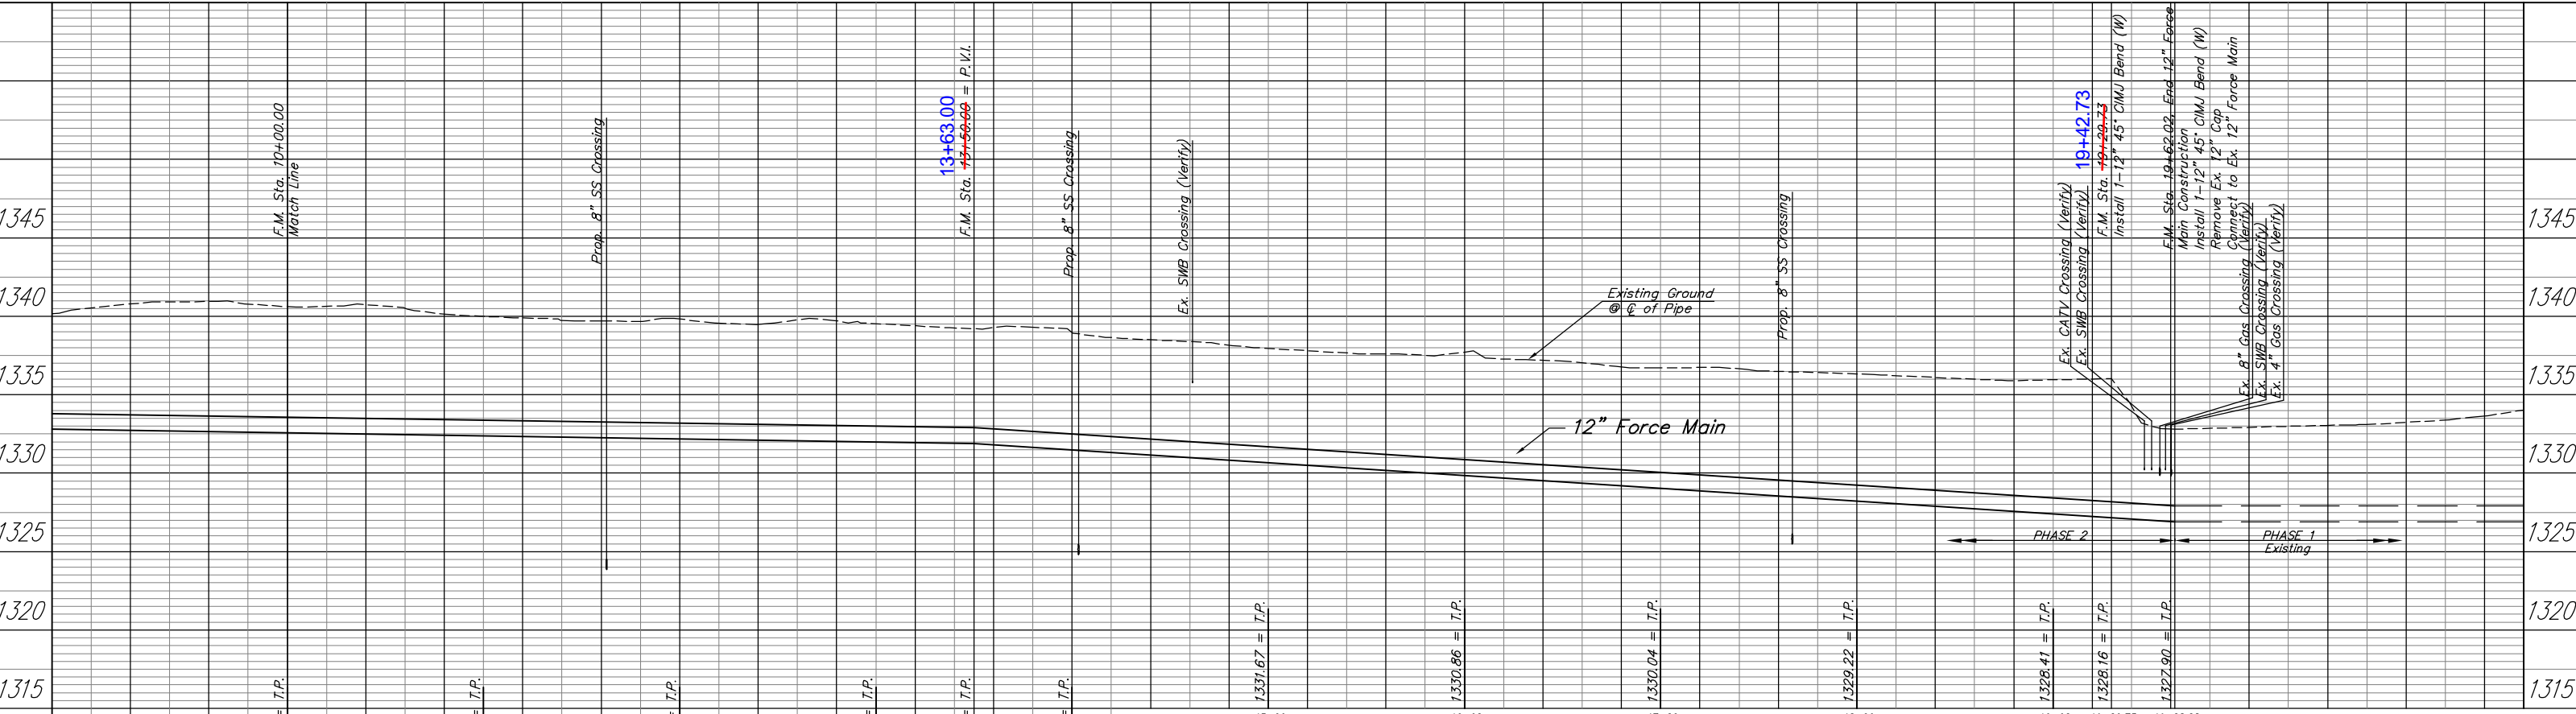 F.M. Sta. 10+00.00
Match Line
Prop. 8" SS Crossing
13+63.00
F.M. Sta. 13+50.00 = P.V.I.
Prop. 8" SS Crossing
Ex. SWB Crossing (Verify)
Existing Ground
@ ℄ of Pipe
12" Force Main
Prop. 8" SS Crossing
Ex. CATV Crossing (Verify)
Ex. SWB Crossing (Verify)
19+42.73
F.M. Sta. 19+29.73
Install 1-12" 45° CIMJ Bend (W)
F.M. Sta. 19+62.02, End 12" Force
Main Construction
Install 1-12" 45° CIMJ Bend (W)
Remove Ex. 12" Cap
Connect to Ex. 12" Force Main
Ex. 8" Gas Crossing (Verify)
Ex. SWB Crossing (Verify)
Ex. 4" Gas Crossing (Verify)
1345
1345
1340
1340
1335
1335
1330
1330
1325
1325
PHASE 2
PHASE 1
Existing
1320
1320
1315
1315
= T.P.
= T.P.
= T.P.
= T.P.
= T.P.
= T.P.
1331.67 = T.P.
1330.86 = T.P.
1330.04 = T.P.
1329.22 = T.P.
1328.41 = T.P.
1328.16 = T.P.
1327.90 = T.P.